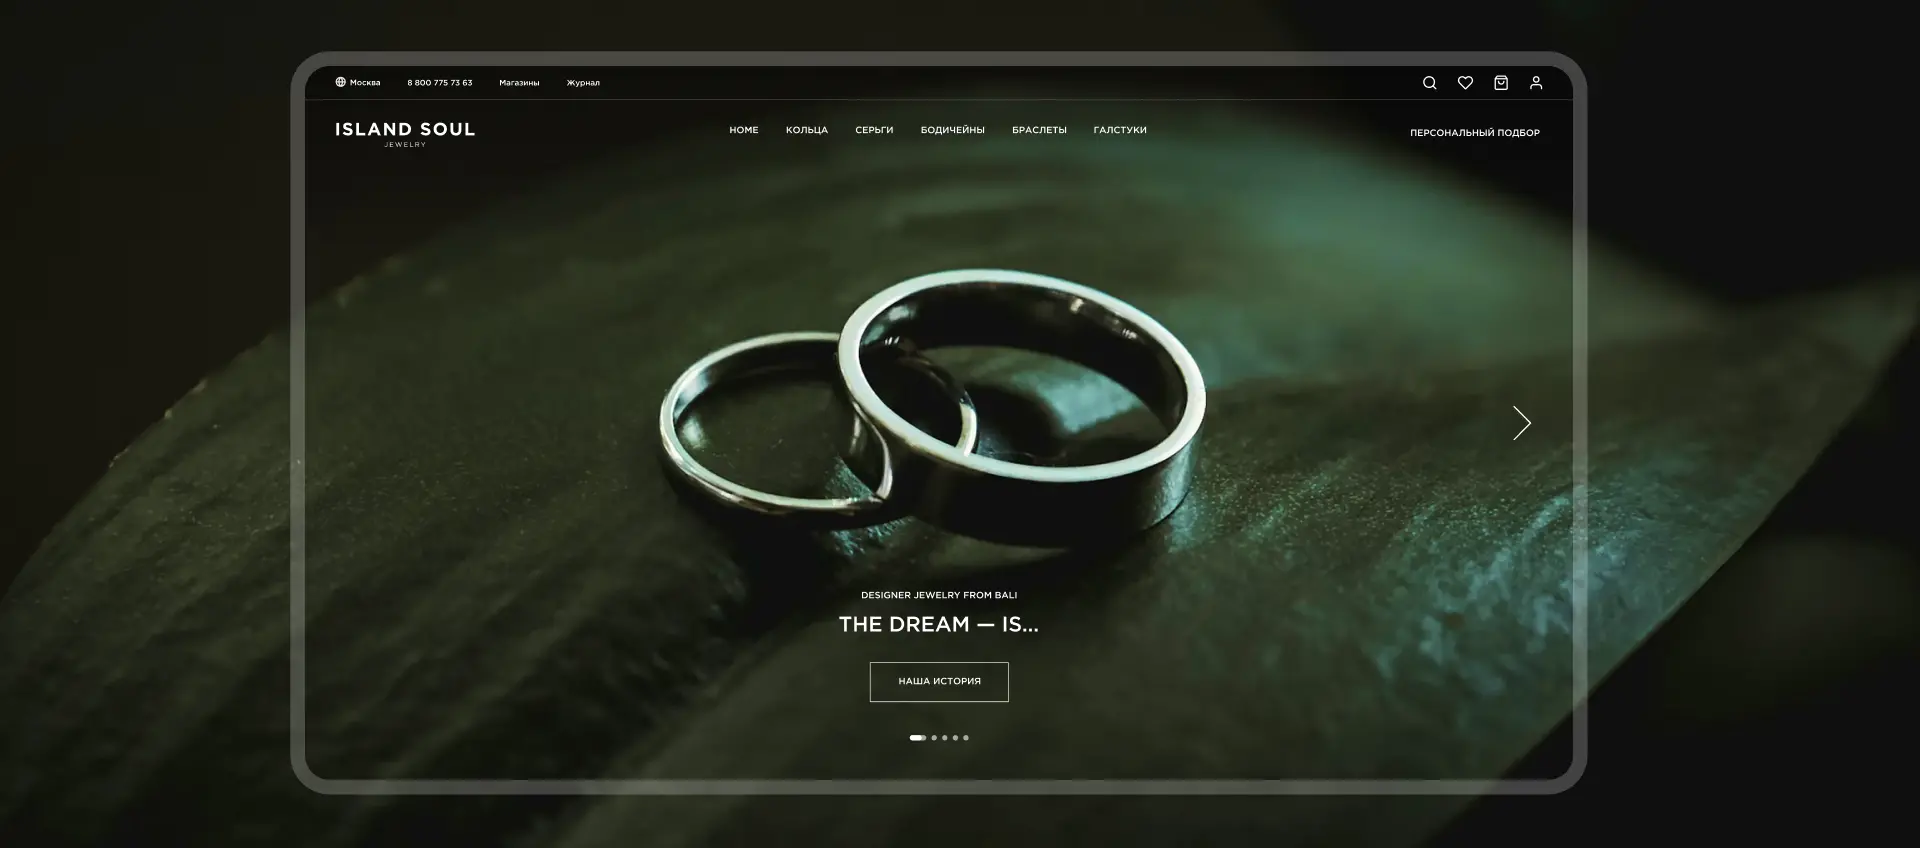 Москва 8 800 775 73 63 Магазины Журнал
ISLAND SOUL
JEWELRY
HOME КОЛЬЦА СЕРЬГИ БОДИЧЕЙНЫ БРАСЛЕТЫ ГАЛСТУКИ
ПЕРСОНАЛЬНЫЙ ПОДБОР
DESIGNER JEWELRY FROM BALI
THE DREAM — IS...
НАША ИСТОРИЯ